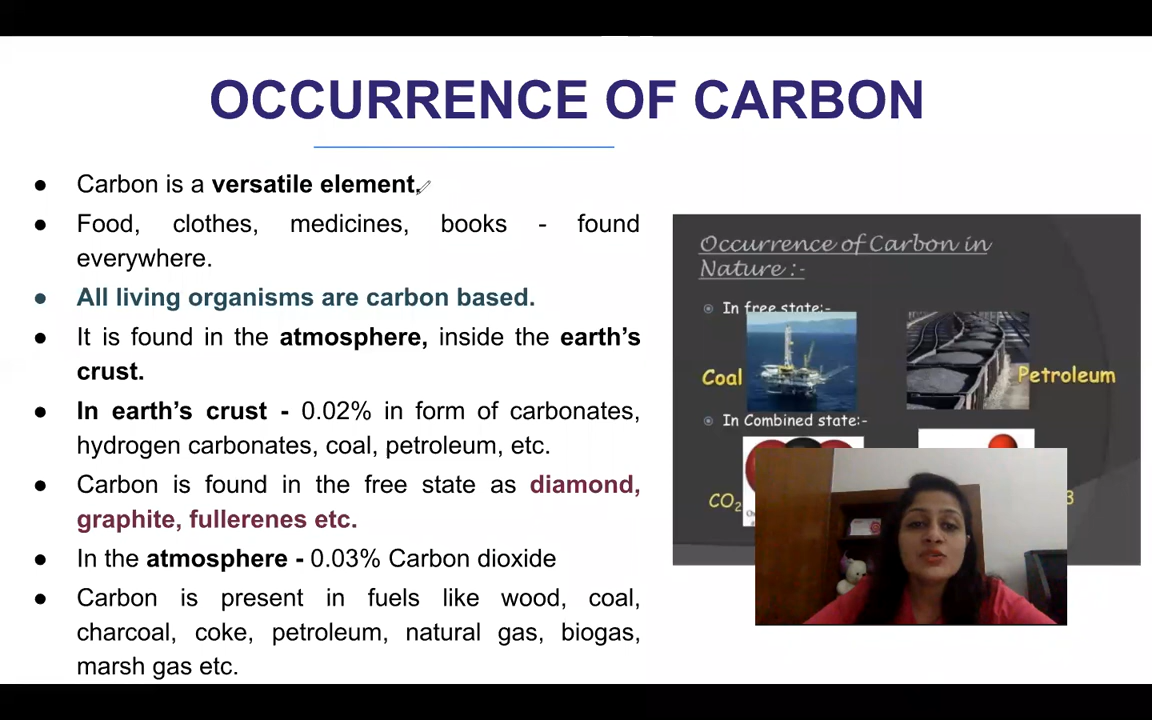 OCCURRENCE OF CARBON
● Carbon is a versatile element,
● Food, clothes, medicines, books - found
everywhere.
● All living organisms are carbon based.
● It is found in the atmosphere, inside the earth's
crust.
● In earth's crust - 0.02% in form of carbonates,
hydrogen carbonates, coal, petroleum, etc.
● Carbon is found in the free state as diamond,
graphite, fullerenes etc.
● In the atmosphere - 0.03% Carbon dioxide
● Carbon is present in fuels like wood, coal,
charcoal, coke, petroleum, natural gas, biogas,
marsh gas etc.
Occurrence of Carbon in
Nature :-
In free state:-
Coal
Petroleum
In Combined state:-
CO2
3